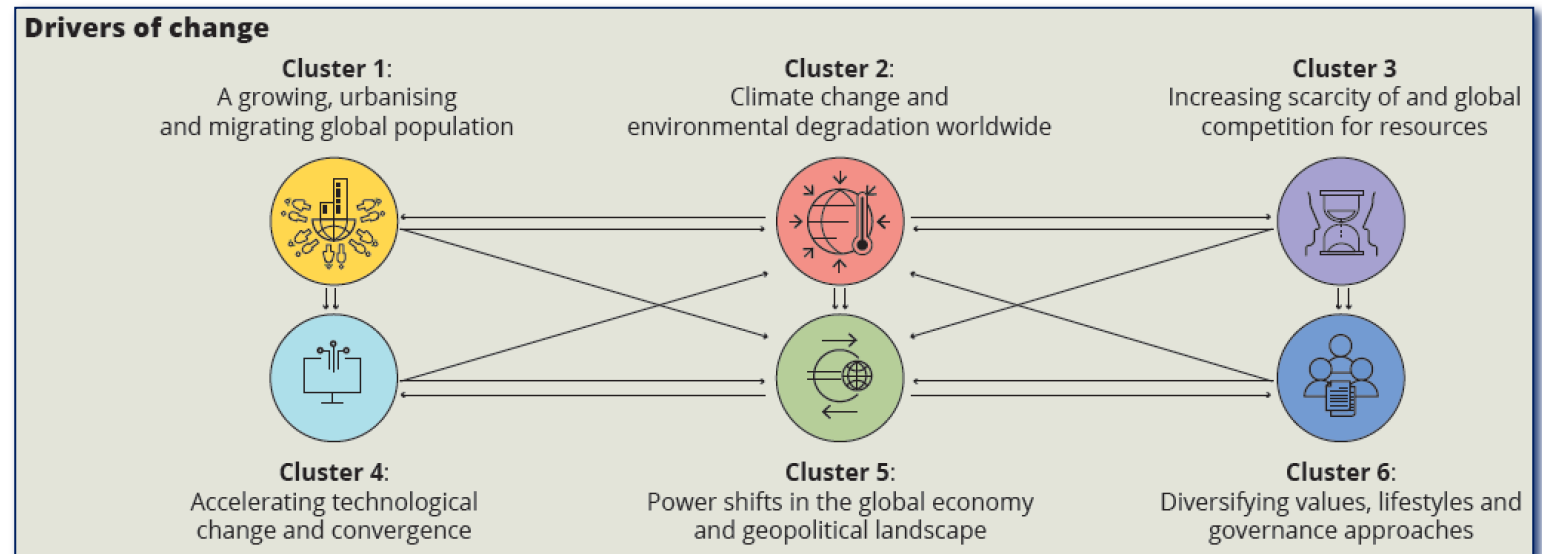 Drivers of change
Cluster 1:
A growing, urbanising
and migrating global population
Cluster 2:
Climate change and
environmental degradation worldwide
Cluster 3
Increasing scarcity of and global
competition for resources
Cluster 4:
Accelerating technological
change and convergence
Cluster 5:
Power shifts in the global economy
and geopolitical landscape
Cluster 6:
Diversifying values, lifestyles and
governance approaches